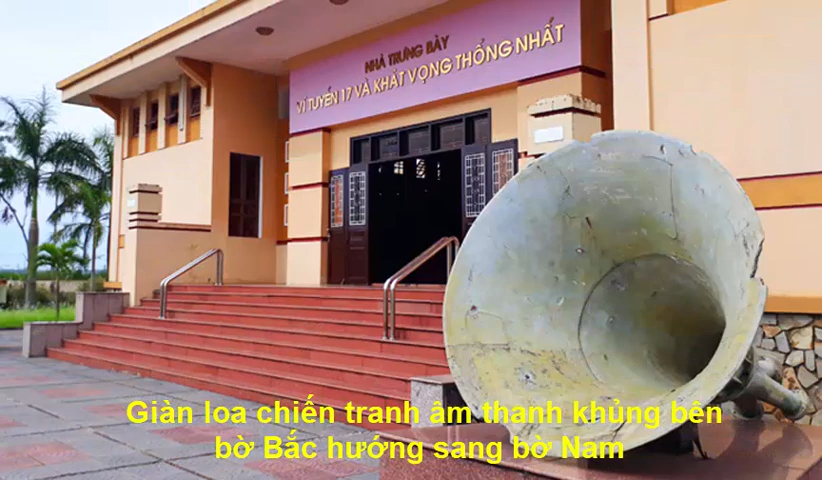 NHÀ TRƯNG BÀY
VĨ TUYẾN 17 VÀ KHÁT VỌNG THỐNG NHẤT
Giàn loa chiến tranh âm thanh khủng bên
bờ Bắc hướng sang bờ Nam